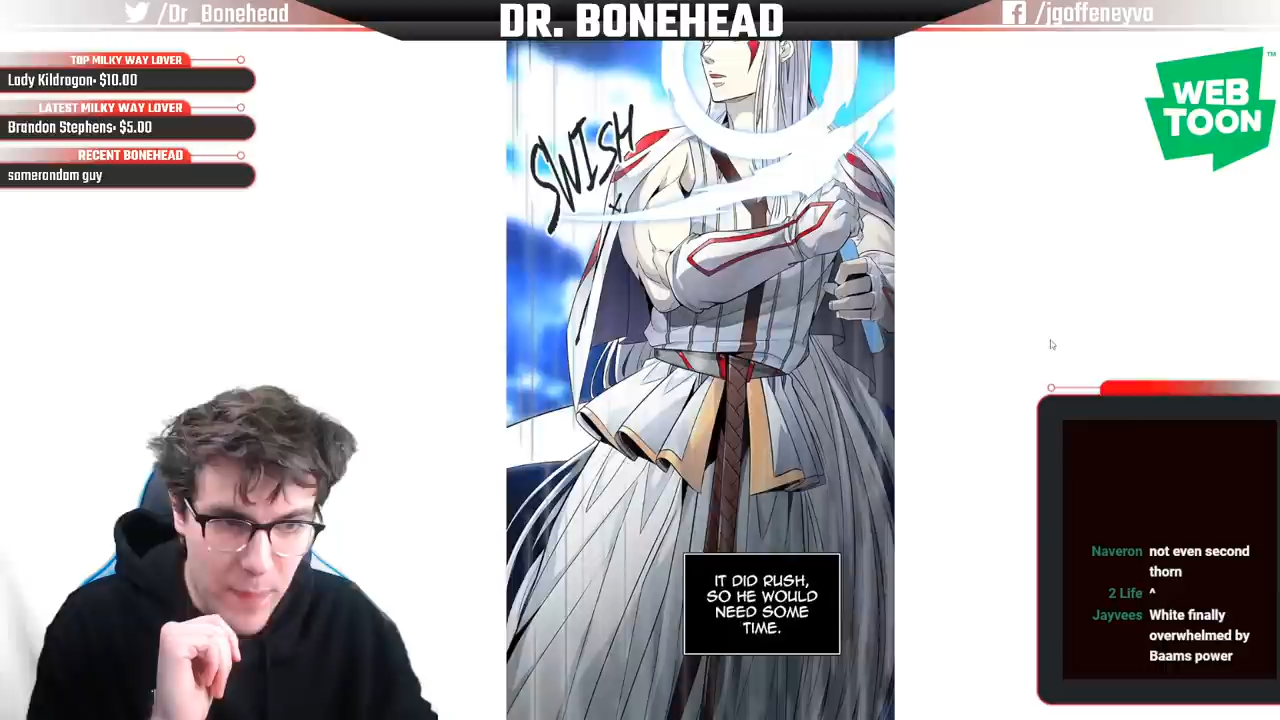 /Dr_Bonehead
DR. BONEHEAD
/jgaffeneyva
TOP MILKY WAY LOVER
Lady Kildragon• $10.00
LATEST MILKY WAY LOVER
Brandon Stephens• $5.00
RECENT BONEHEAD
somerandom guy
SWISH
WEB
TOON
TM
IT DID RUSH,
SO HE WOULD
NEED SOME
TIME.
Naveron not even second
thorn
2 Life ^
Jayvees White finally
overwhelmed by
Baams power